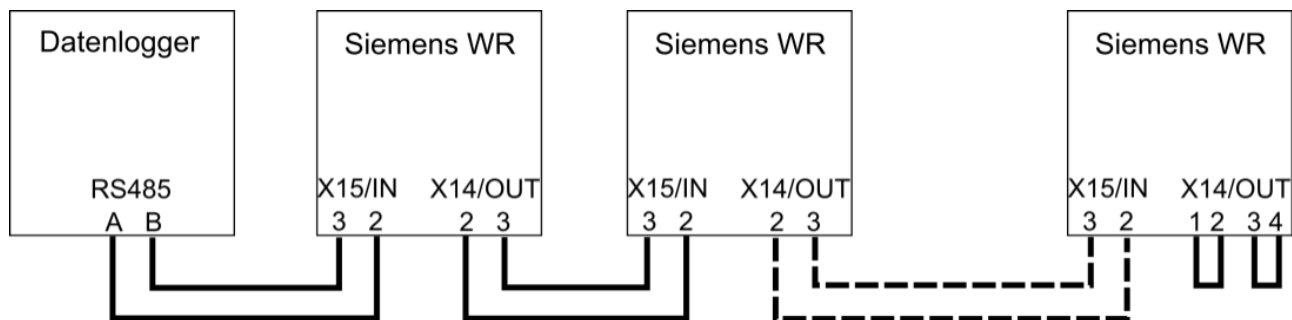 Datenlogger Siemens WR Siemens WR Siemens WR
RS485 X15/IN X14/OUT X15/IN X14/OUT X15/IN X14/OUT
A B 3 2 2 3 3 2 2 3 3 2 1 2 3 4